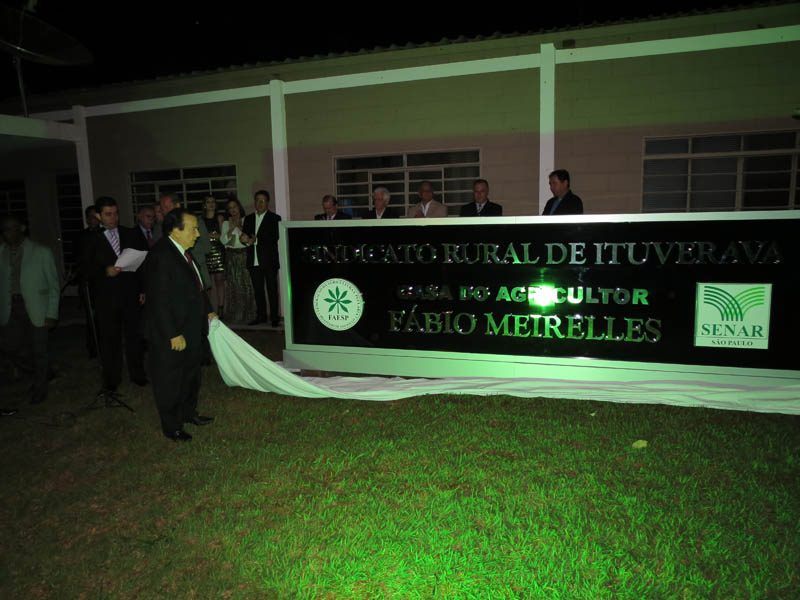 SINDICATO RURAL DE ITUVERAVA
CASA DO AGRICULTOR
FÁBIO MEIRELLES
FAESP
SENAR
SÃO PAULO